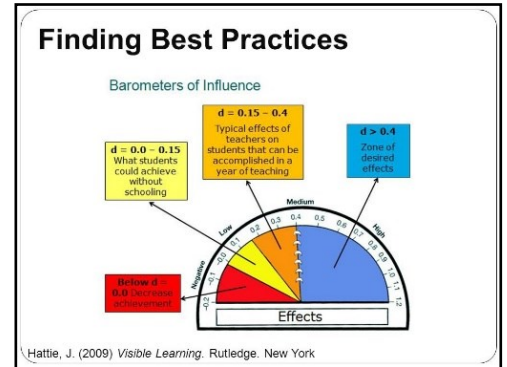 Finding Best Practices
Barometers of Influence
d = 0.15 – 0.4
Typical effects of
teachers on
students that can be
accomplished in a
year of teaching
d > 0.4
Zone of
desired
effects
d = 0.0 – 0.15
What students
could achieve
without
schooling
Below d =
0.0 Decrease
achievement
Negative
Low
Medium
High
-0.2
-0.1
-0.0
0.1
0.2
0.3
0.4
0.5
0.6
0.7
0.8
0.9
1.0
1.1
1.2
Effects
Hattie, J. (2009) Visible Learning. Rutledge. New York